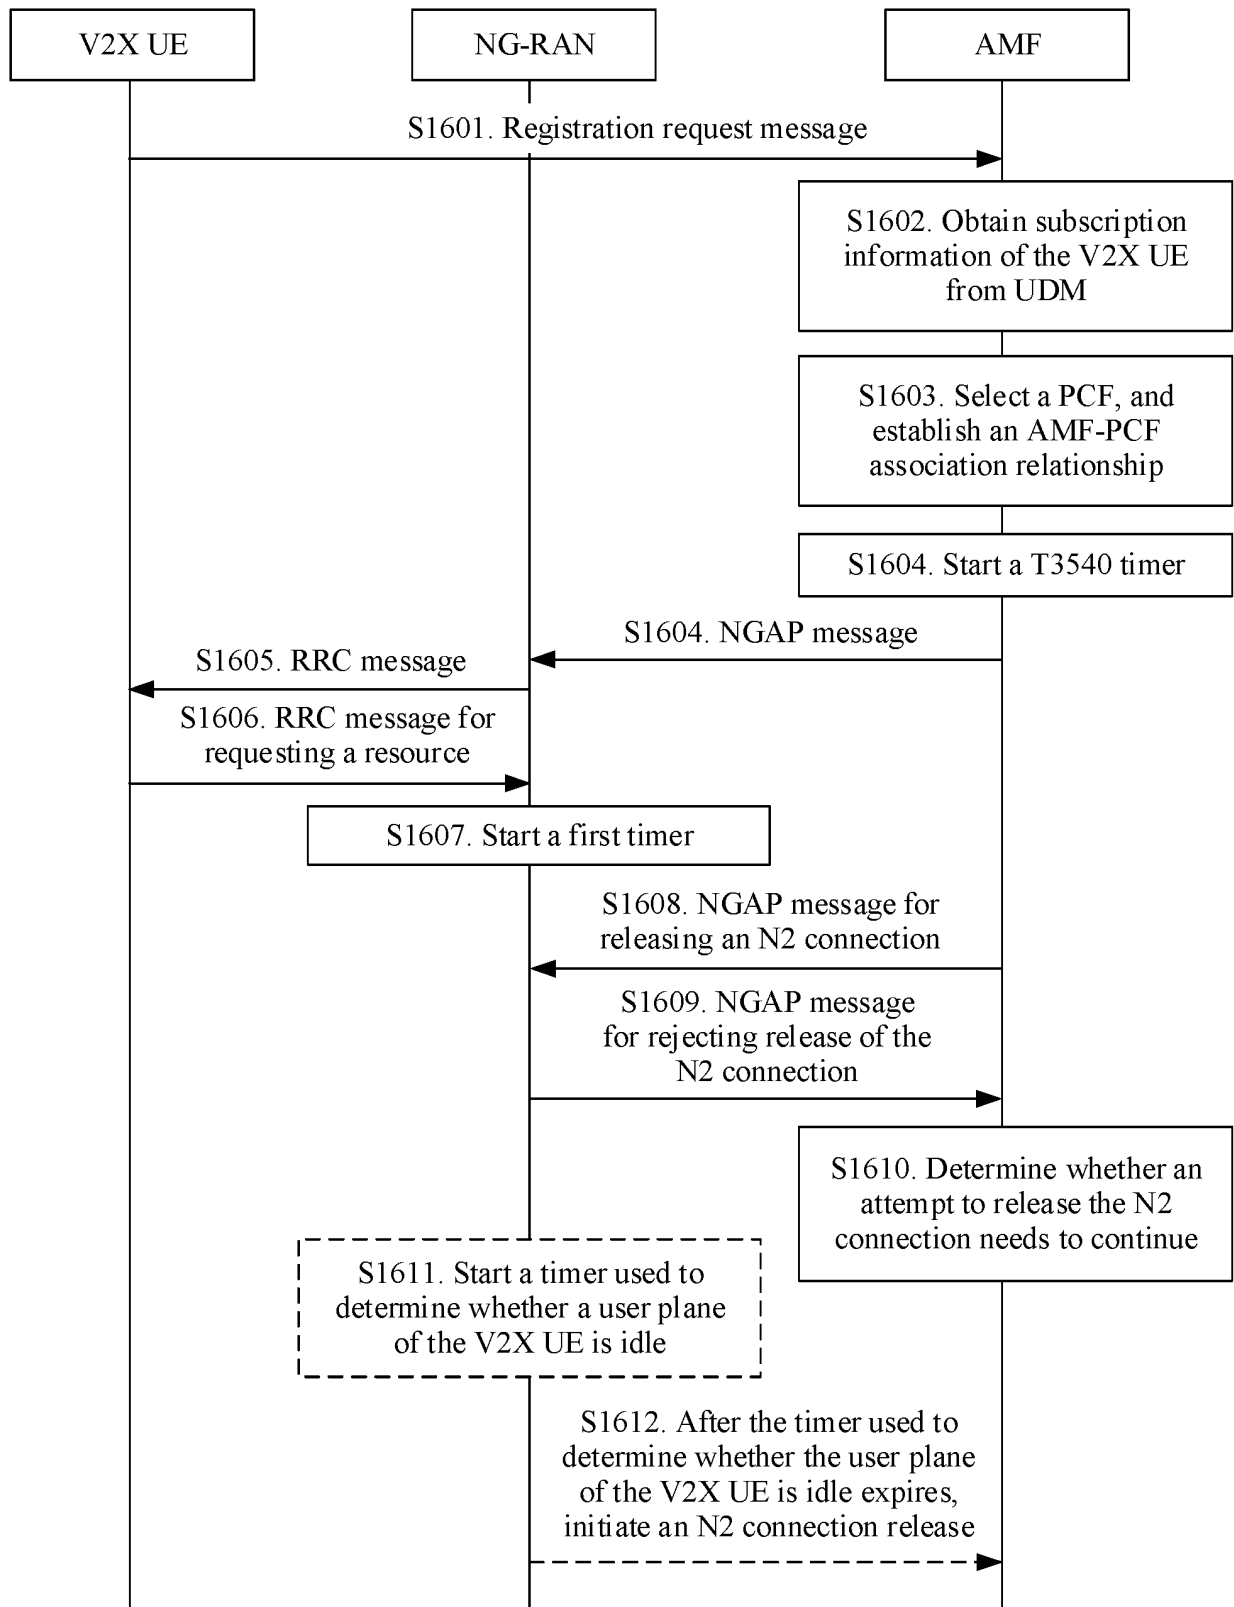 V2X UE
NG-RAN
AMF
S1601. Registration request message
S1602. Obtain subscription
information of the V2X UE
from UDM
S1603. Select a PCF, and
establish an AMF-PCF
association relationship
S1604. Start a T3540 timer
S1604. NGAP message
S1605. RRC message
S1606. RRC message for
requesting a resource
S1607. Start a first timer
S1608. NGAP message for
releasing an N2 connection
S1609. NGAP message
for rejecting release of the
N2 connection
S1610. Determine whether an
attempt to release the N2
connection needs to continue
S1611. Start a timer used to
determine whether a user plane
of the V2X UE is idle
S1612. After the timer used to
determine whether the user plane
of the V2X UE is idle expires,
initiate an N2 connection release